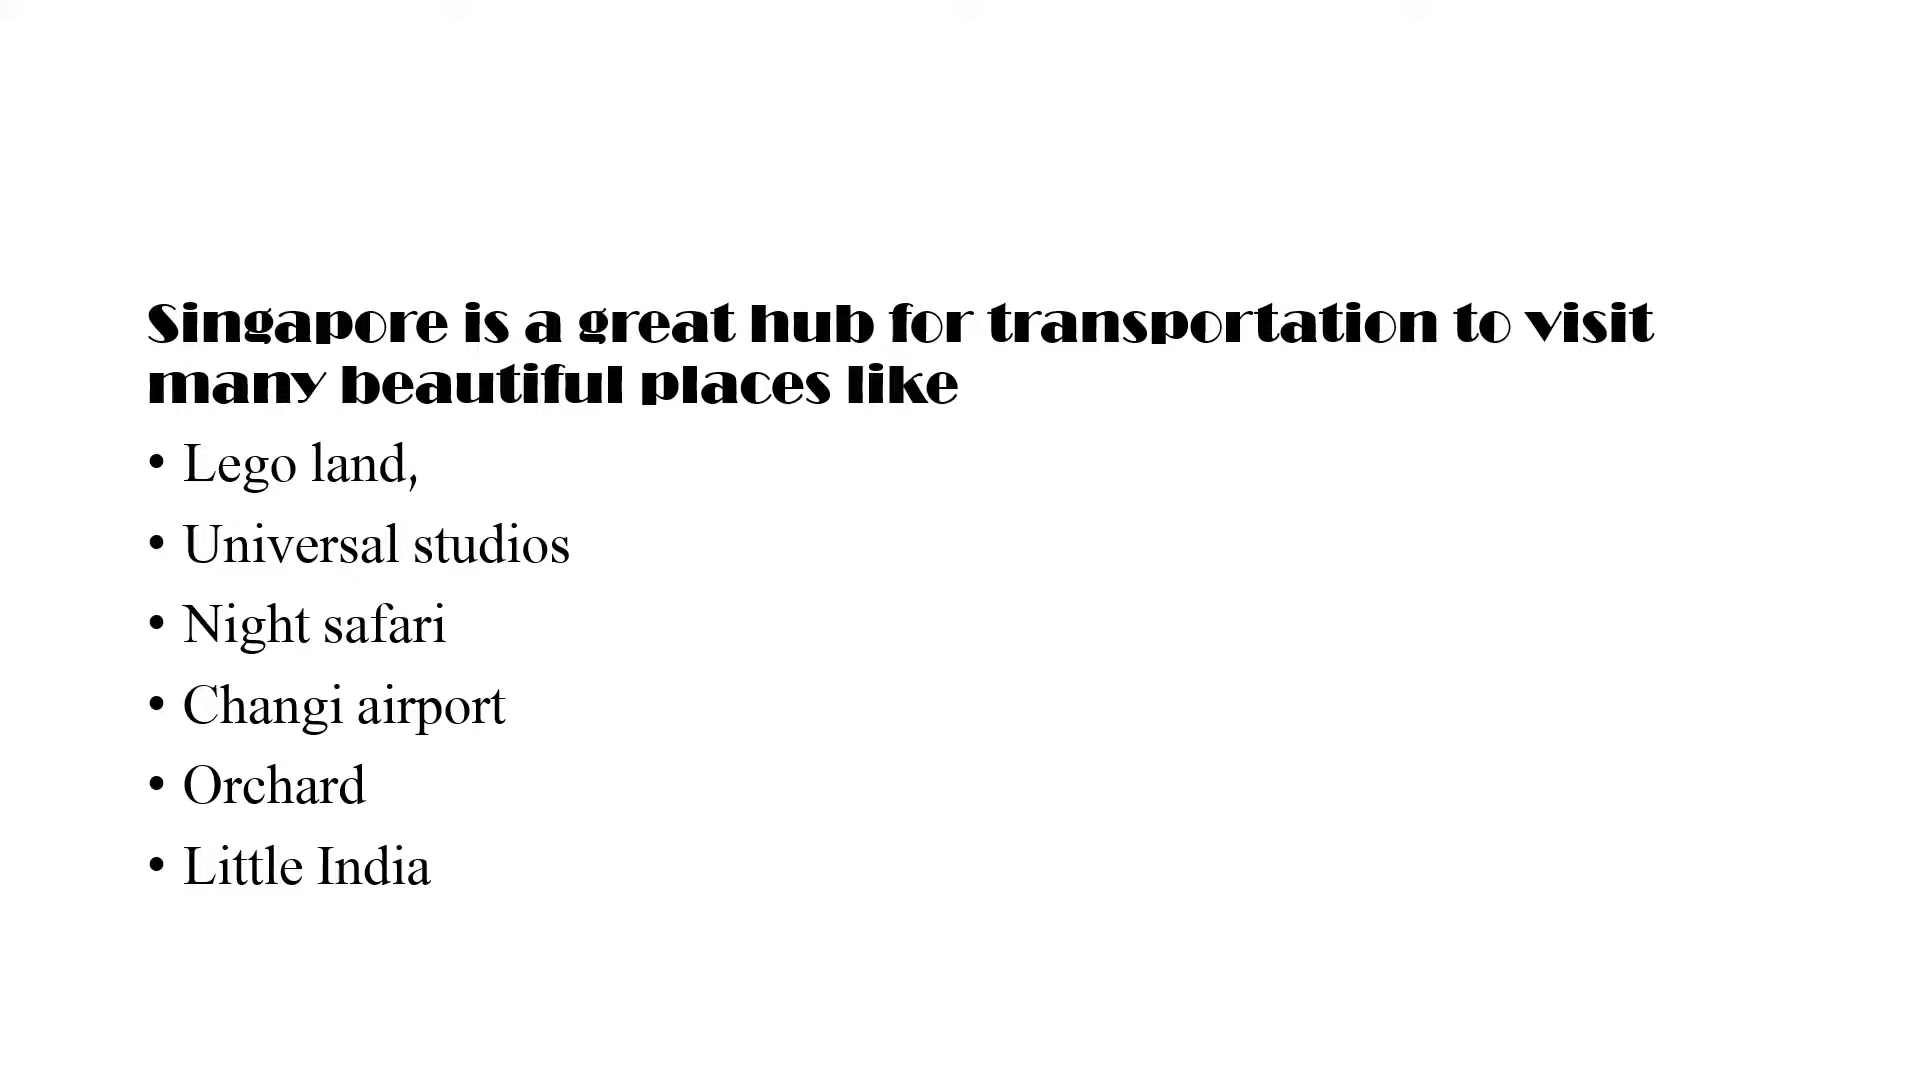 Singapore is a great hub for transportation to visit
many beautiful places like
• Lego land,
• Universal studios
• Night safari
• Changi airport
• Orchard
• Little India